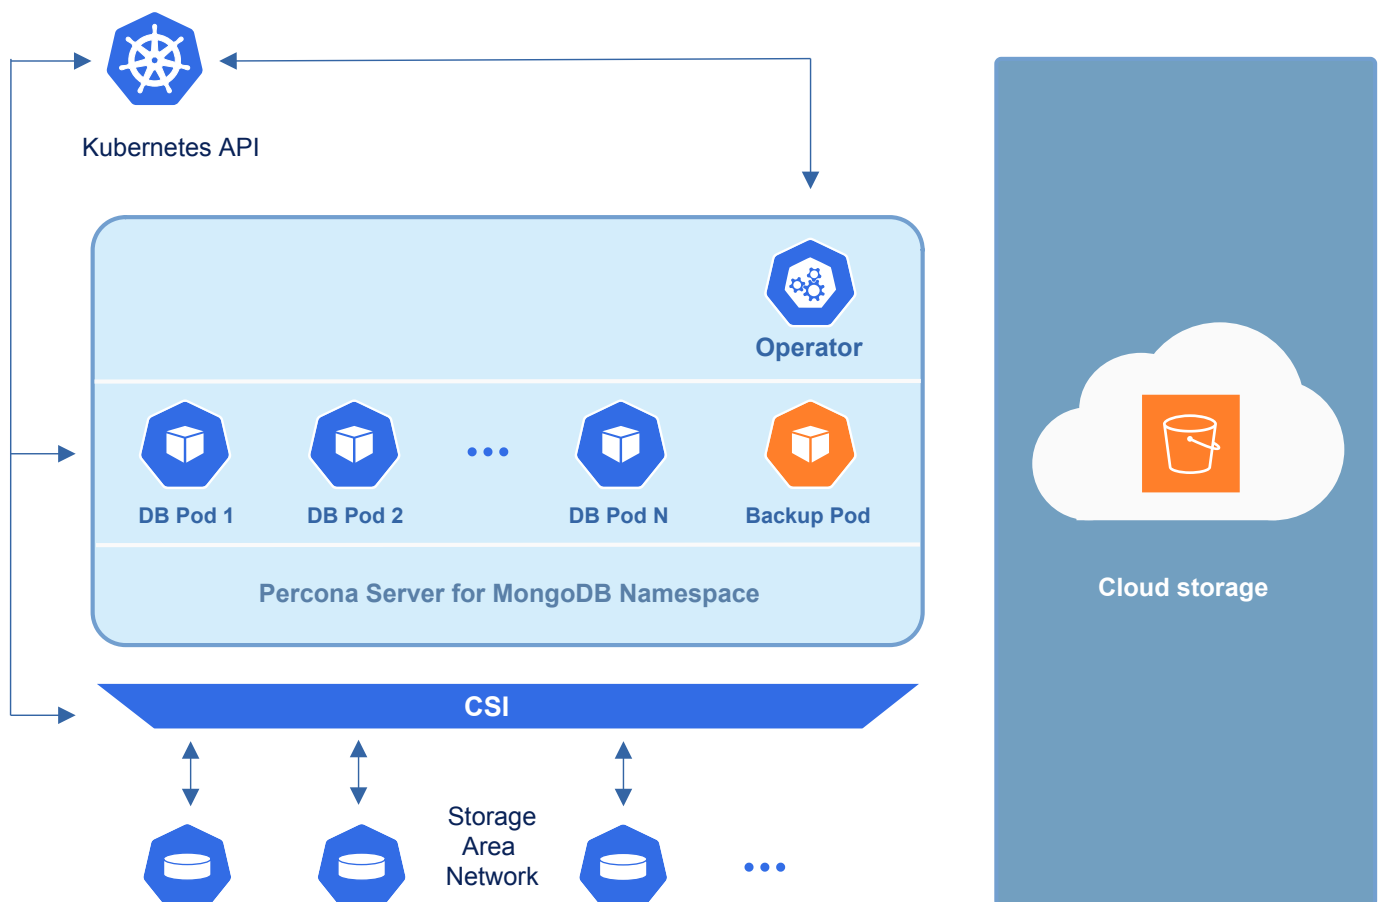 Kubernetes API
Operator
DB Pod 1
DB Pod 2
DB Pod N
Backup Pod
Percona Server for MongoDB Namespace
Cloud storage
CSI
Storage
Area
Network